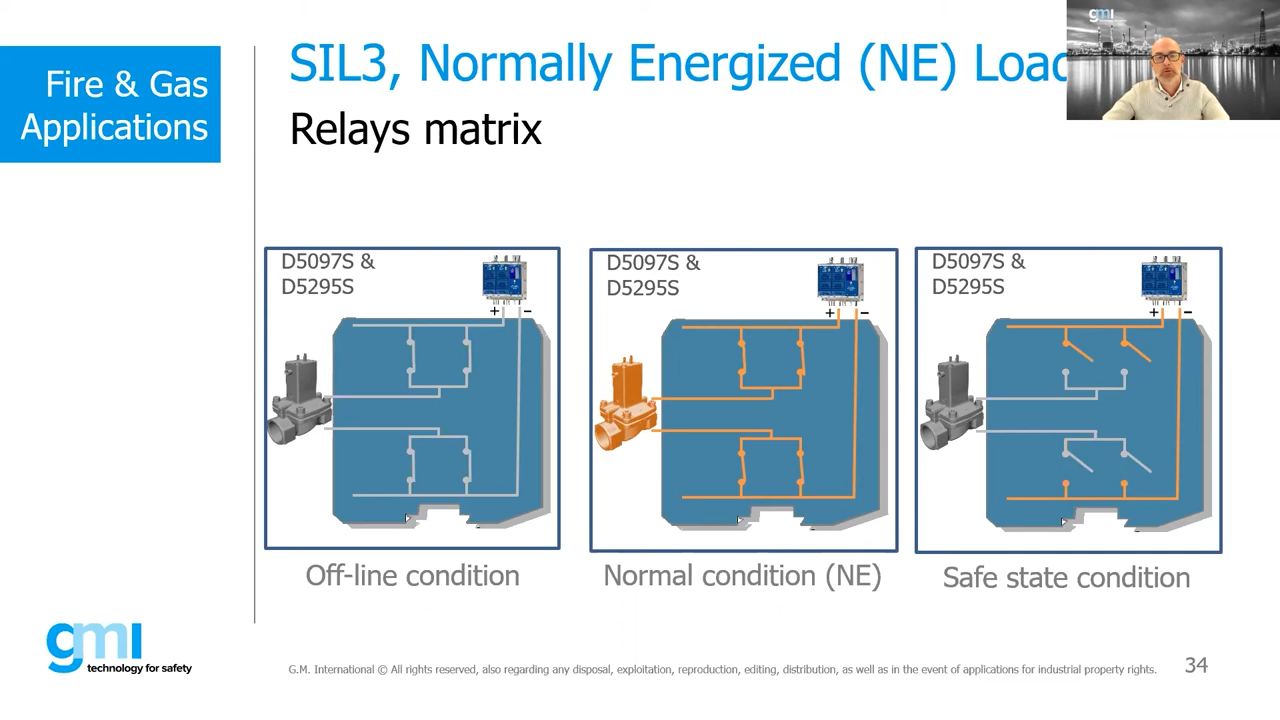 Fire & Gas
Applications
SIL3, Normally Energized (NE) Load
Relays matrix
gmi
D5097S &
D5295S
+ −
Off-line condition
D5097S &
D5295S
+ −
Normal condition (NE)
D5097S &
D5295S
+ −
Safe state condition
gmi
technology for safety
G.M. International © All rights reserved, also regarding any disposal, exploitation, reproduction, editing, distribution, as well as in the event of applications for industrial property rights.
34